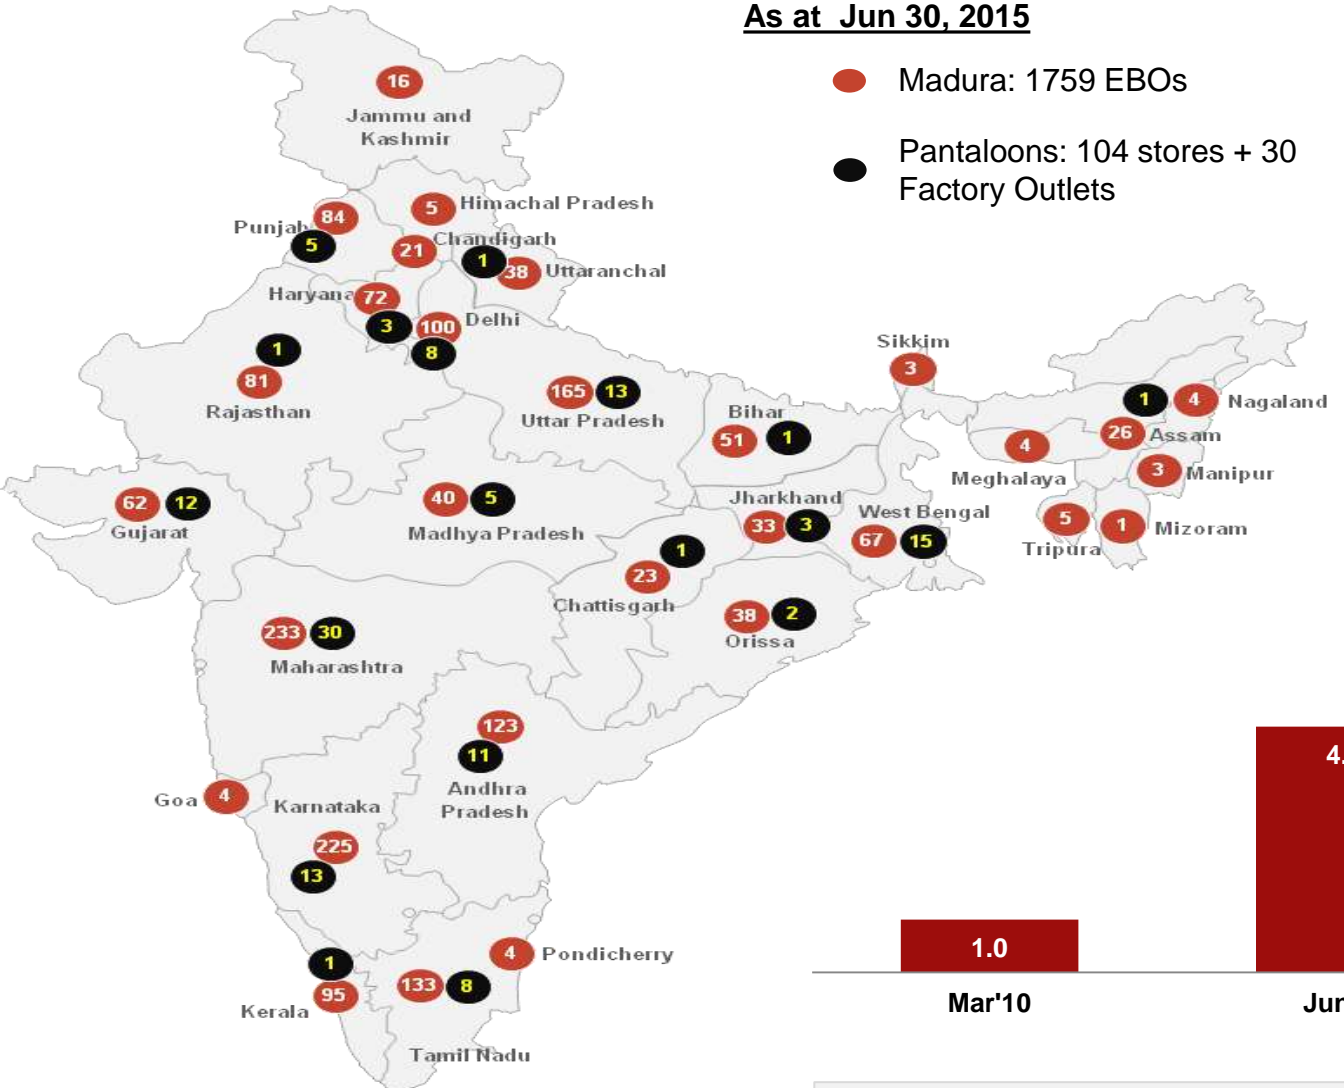 As at Jun 30, 2015
Madura: 1759 EBOs
Pantaloons: 104 stores + 30
Factory Outlets
16
Jammu and
Kashmir
5
Himachal Pradesh
84
Punjab
5
21
Chandigarh
1
38
Uttaranchal
Haryana
72
3
100
Delhi
8
1
81
Rajasthan
165
13
Uttar Pradesh
Bihar
51
1
Sikkim
3
1
4
Nagaland
26
Assam
4
Meghalaya
3
Manipur
5
Tripura
1
Mizoram
62
12
Gujarat
40
5
Madhya Pradesh
Jharkhand
33
3
West Bengal
67
15
1
23
Chattisgarh
38
2
Orissa
233
30
Maharashtra
123
11
Andhra
Pradesh
Goa
4
Karnataka
225
13
4
Pondicherry
1
95
Kerala
133
8
Tamil Nadu
4.
1.0
Mar'10
Jun